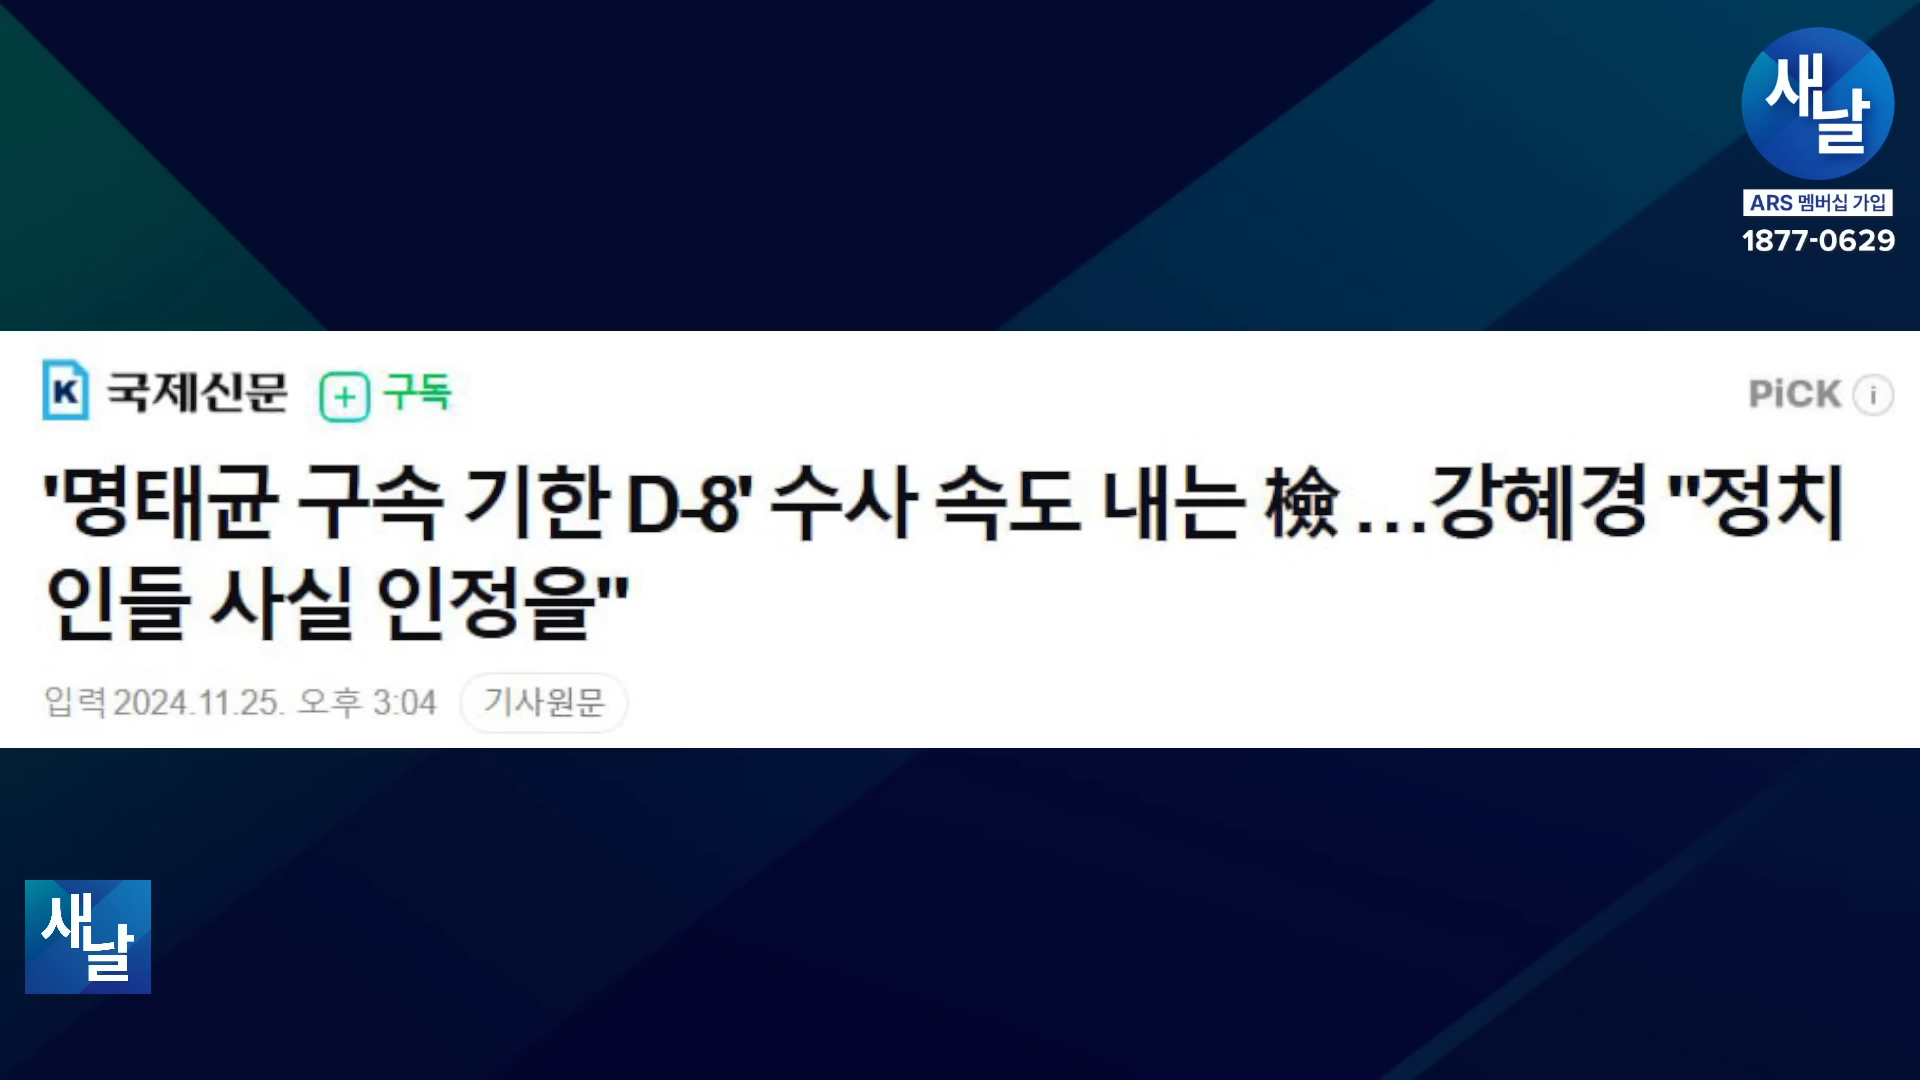 새날
ARS 멤버십 가입
1877-0629
K 국제신문 + 구독
PiCK i
'명태균 구속 기한 D-8' 수사 속도 내는 檢…강혜경 "정치
인들 사실 인정을"
입력 2024.11.25. 오후 3:04 기사원문
새날